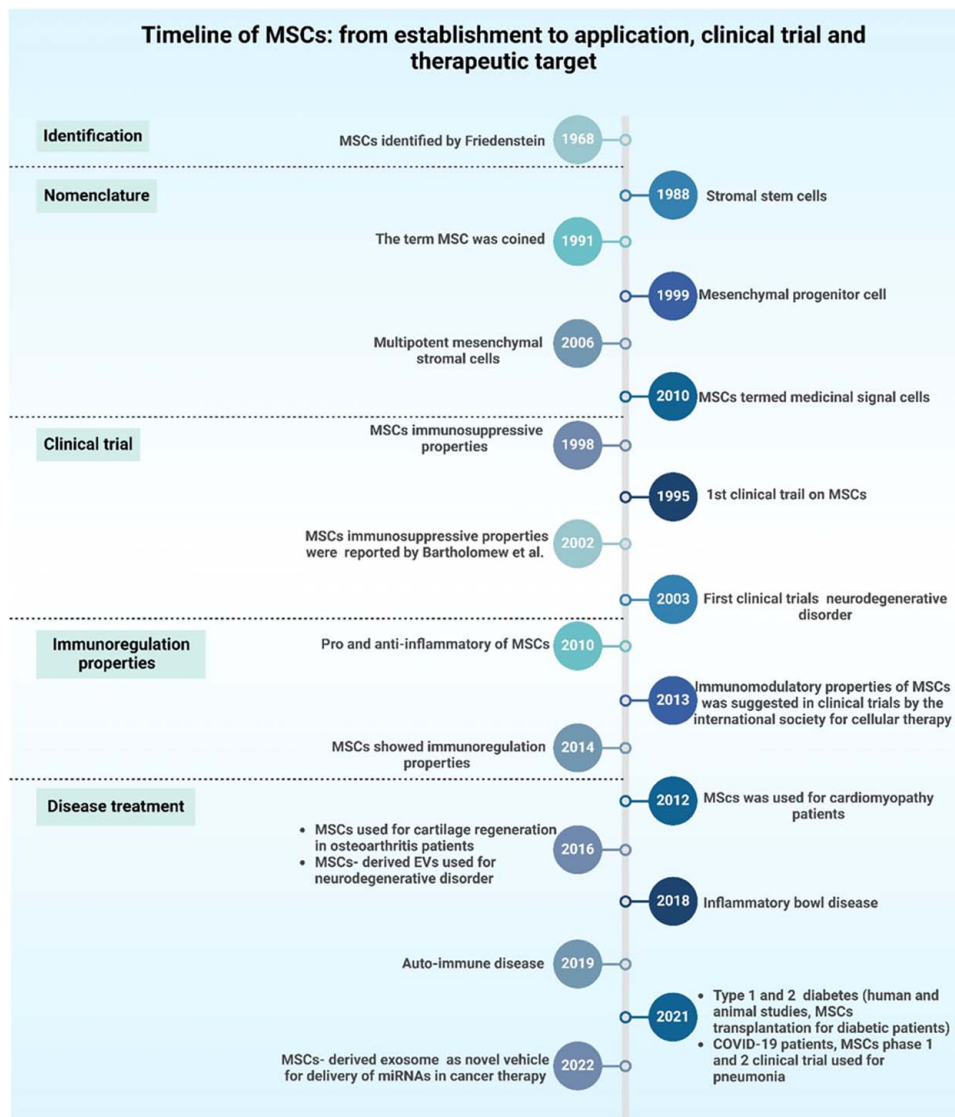 Timeline of MSCs: from establishment to application, clinical trial and
therapeutic target
Identification
MSCs identified by Friedenstein
1968
Nomenclature
1988
Stromal stem cells
The term MSC was coined
1991
1999
Mesenchymal progenitor cell
Multipotent mesenchymal
stromal cells
2006
2010
MSCs termed medicinal signal cells
Clinical trial
MSCs immunosuppressive
properties
1998
1995
1st clinical trail on MSCs
MSCs immunosuppressive properties
were reported by Bartholomew et al.
2002
2003
First clinical trials neurodegenerative
disorder
Immunoregulation
properties
Pro and anti-inflammatory of MSCs
2010
2013
Immunomodulatory properties of MSCs
was suggested in clinical trials by the
international society for cellular therapy
MSCs showed immunoregulation
properties
2014
Disease treatment
2012
MScs was used for cardiomyopathy
patients
• MSCs used for cartilage regeneration
in osteoarthritis patients
• MSCs- derived EVs used for
neurodegenerative disorder
2016
2018
Inflammatory bowl disease
Auto-immune disease
2019
2021
• Type 1 and 2 diabetes (human and
animal studies, MSCs
transplantation for diabetic patients)
• COVID-19 patients, MSCs phase 1
and 2 clinical trial used for
pneumonia
MSCs- derived exosome as novel vehicle
for delivery of miRNAs in cancer therapy
2022